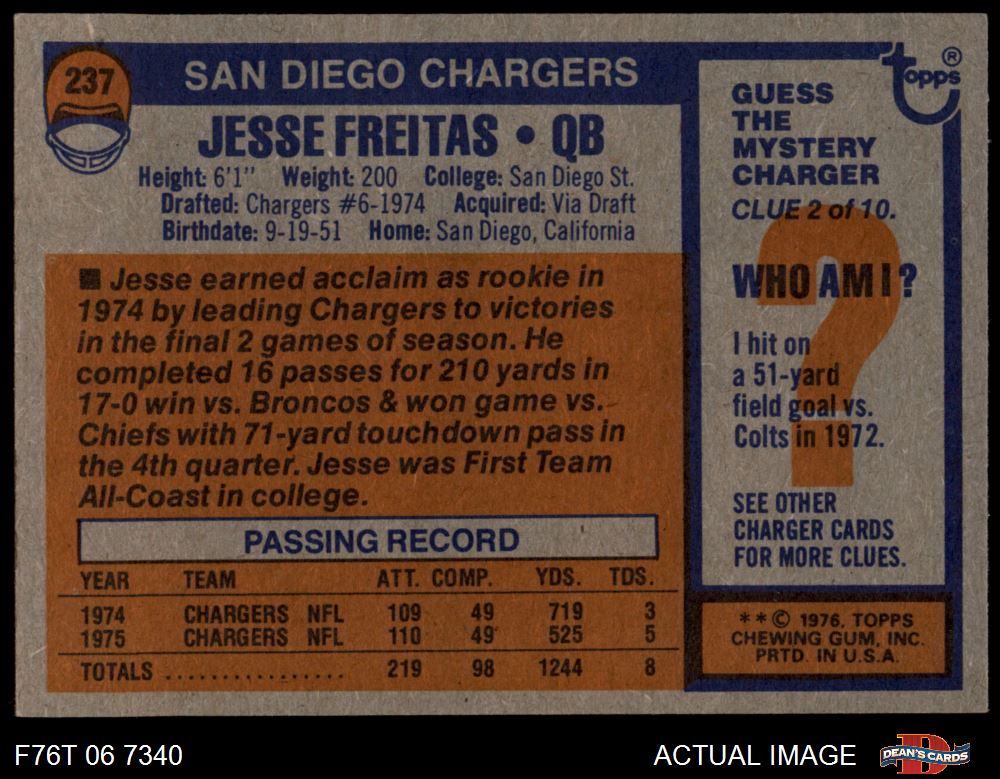 237
SAN DIEGO CHARGERS
JESSE FREITAS • QB
Height: 6'1" Weight: 200 College: San Diego St.
Drafted: Chargers #6-1974 Acquired: Via Draft
Birthdate: 9-19-51 Home: San Diego, California
■ Jesse earned acclaim as rookie in
1974 by leading Chargers to victories
in the final 2 games of season. He
completed 16 passes for 210 yards in
17-0 win vs. Broncos & won game vs.
Chiefs with 71-yard touchdown pass in
the 4th quarter. Jesse was First Team
All-Coast in college.
PASSING RECORD
YEAR TEAM ATT. COMP. YDS. TDS.
1974 CHARGERS NFL 109 49 719 3
1975 CHARGERS NFL 110 49 525 5
TOTALS ................ 219 98 1244 8
topps ®
GUESS
THE
MYSTERY
CHARGER
CLUE 2 of 10.
?
WHO AM I?
I hit on
a 51-yard
field goal vs.
Colts in 1972.
SEE OTHER
CHARGER CARDS
FOR MORE CLUES.
* * © 1976. TOPPS
CHEWING GUM, INC.
PRTD. IN U.S.A.
F76T 06 7340
ACTUAL IMAGE
D
DEAN'S CARDS